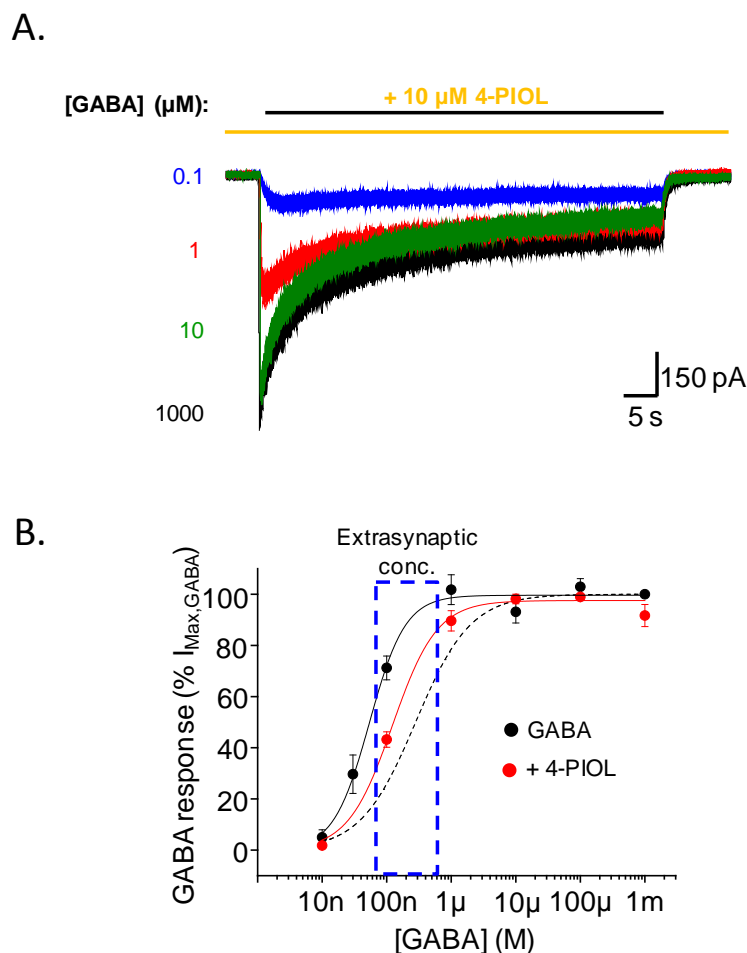 A.
[GABA] (µM):
+ 10 µM 4-PIOL
0.1
1
10
1000
150 pA
5 s
B.
Extrasynaptic
conc.
GABA response (% I_Max,GABA)
100
80
60
40
20
0
GABA
+ 4-PIOL
10n 100n 1µ 10µ 100µ 1m
[GABA] (M)